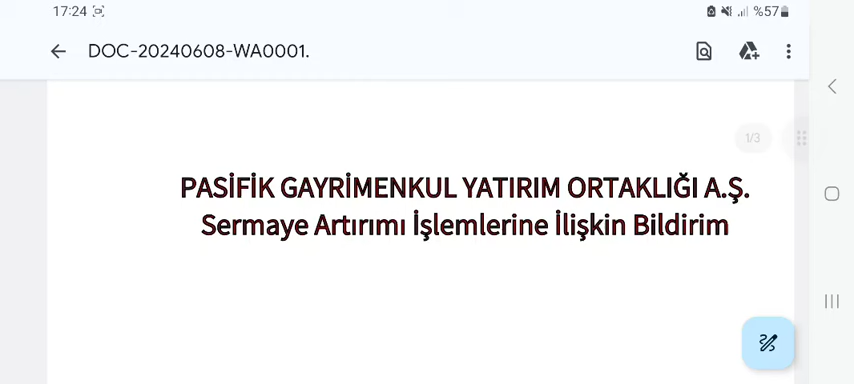 17:24 %57
DOC-20240608-WA0001.
1/3
PASİFİK GAYRİMENKUL YATIRIM ORTAKLIĞI A.Ş.
Sermaye Artırımı İşlemlerine İlişkin Bildirim